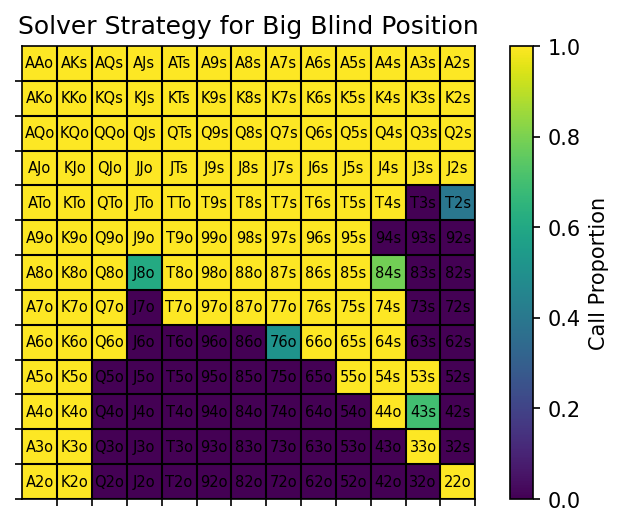 Solver Strategy for Big Blind Position
AAo AKs AQs AJs ATs A9s A8s A7s A6s A5s A4s A3s A2s
AKo KKo KQs KJs KTs K9s K8s K7s K6s K5s K4s K3s K2s
AQo KQo QQo QJs QTs Q9s Q8s Q7s Q6s Q5s Q4s Q3s Q2s
AJo KJo QJo JJo JTs J9s J8s J7s J6s J5s J4s J3s J2s
ATo KTo QTo JTo TTo T9s T8s T7s T6s T5s T4s T3s T2s
A9o K9o Q9o J9o T9o 99o 98s 97s 96s 95s 94s 93s 92s
A8o K8o Q8o J8o T8o 98o 88o 87s 86s 85s 84s 83s 82s
A7o K7o Q7o J7o T7o 97o 87o 77o 76s 75s 74s 73s 72s
A6o K6o Q6o J6o T6o 96o 86o 76o 66o 65s 64s 63s 62s
A5o K5o Q5o J5o T5o 95o 85o 75o 65o 55o 54s 53s 52s
A4o K4o Q4o J4o T4o 94o 84o 74o 64o 54o 44o 43s 42s
A3o K3o Q3o J3o T3o 93o 83o 73o 63o 53o 43o 33o 32s
A2o K2o Q2o J2o T2o 92o 82o 72o 62o 52o 42o 32o 22o
1.0
0.8
0.6
0.4
0.2
0.0
Call Proportion